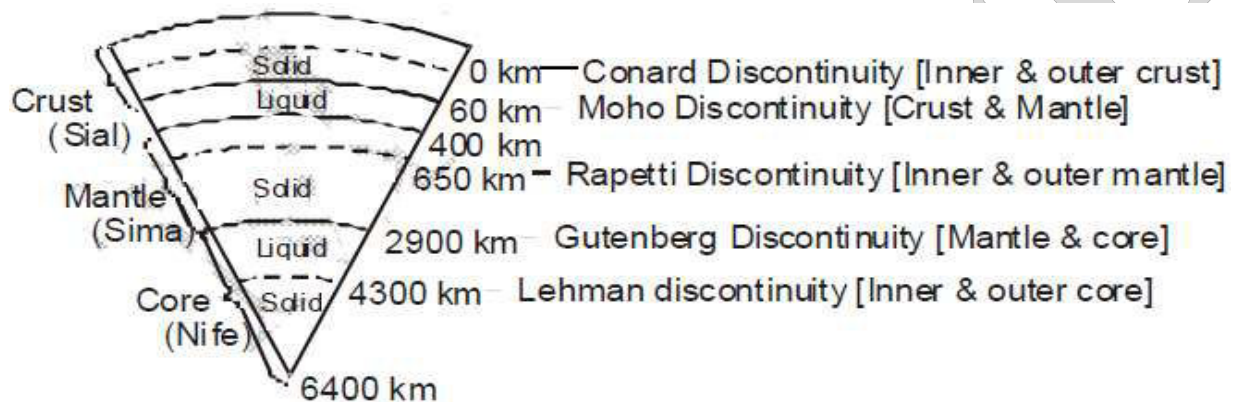 Solid
0 km Conard Discontinuity [Inner & outer crust]
Crust
(Sial)
Liquid
60 km Moho Discontinuity [Crust & Mantle]
400 km
650 km Rapetti Discontinuity [Inner & outer mantle]
Mantle
(Sima)
Solid
2900 km Gutenberg Discontinuity [Mantle & core]
Liquid
4300 km Lehman discontinuity [Inner & outer core]
Core
(Nife)
Solid
6400 km